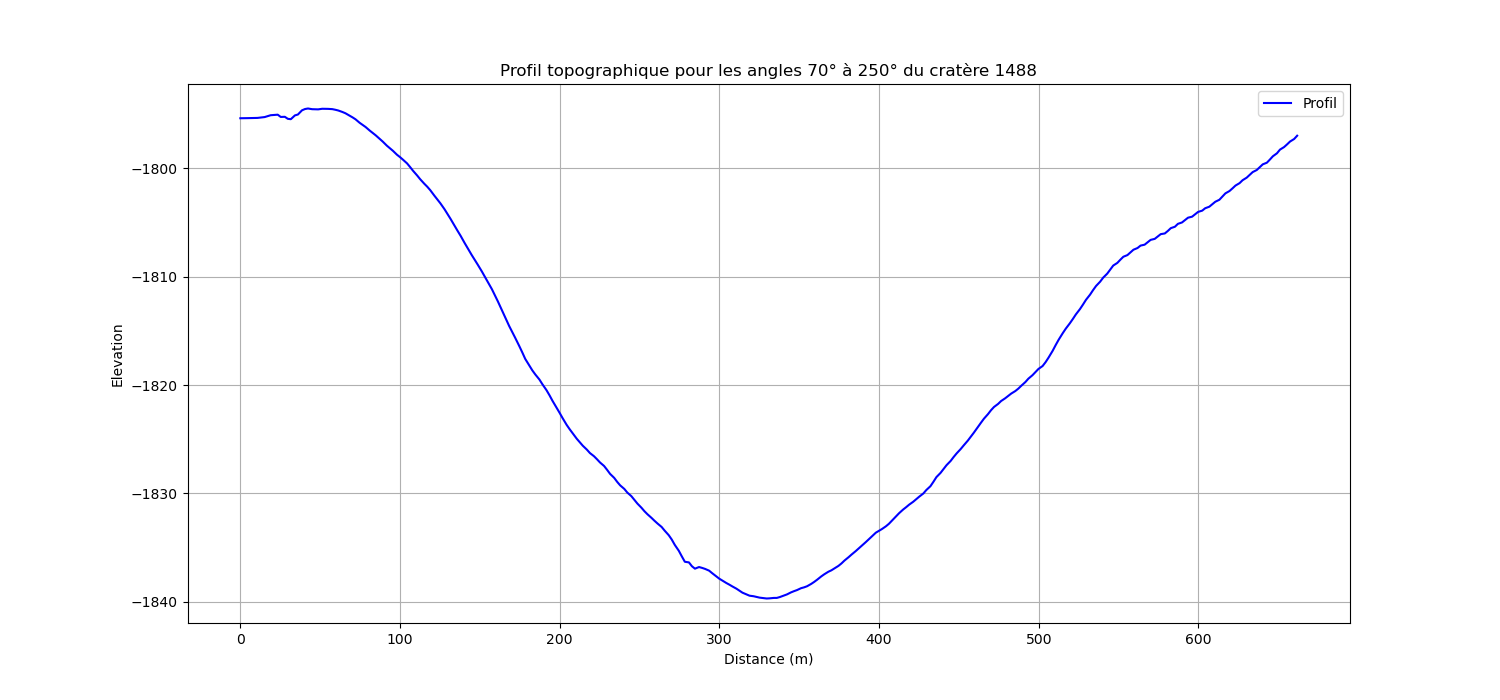 Profil topographique pour les angles 70° à 250° du cratère 1488
Profil
Elevation
−1800
−1810
−1820
−1830
−1840
0 100 200 300 400 500 600
Distance (m)